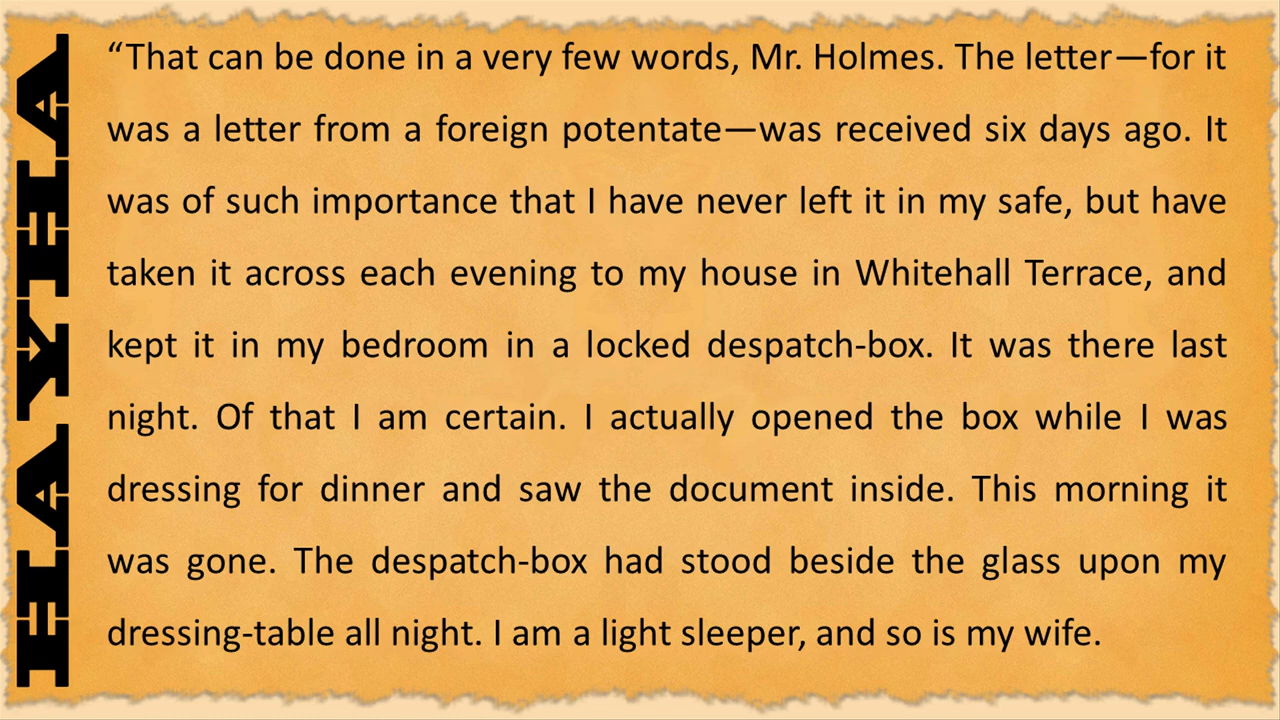 HAYHA
“That can be done in a very few words, Mr. Holmes. The letter—for it
was a letter from a foreign potentate—was received six days ago. It
was of such importance that I have never left it in my safe, but have
taken it across each evening to my house in Whitehall Terrace, and
kept it in my bedroom in a locked despatch-box. It was there last
night. Of that I am certain. I actually opened the box while I was
dressing for dinner and saw the document inside. This morning it
was gone. The despatch-box had stood beside the glass upon my
dressing-table all night. I am a light sleeper, and so is my wife.